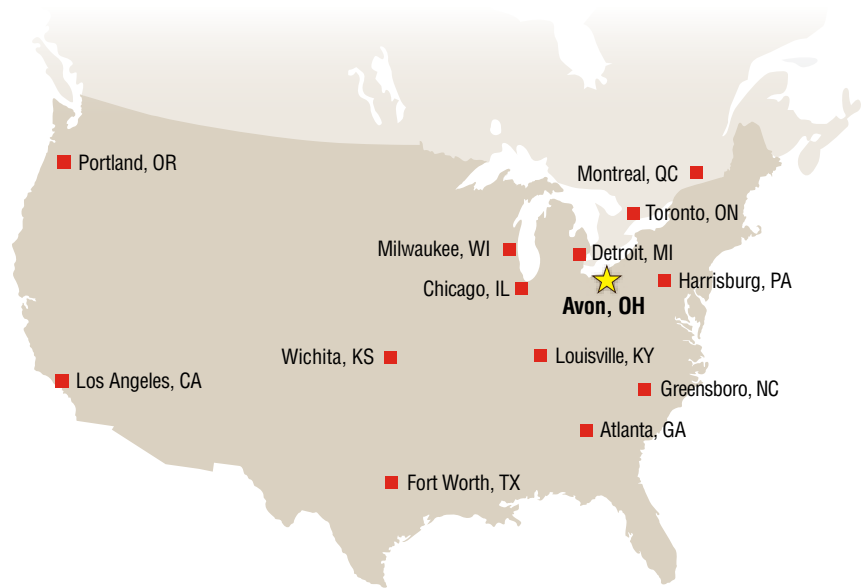 Portland, OR
Montreal, QC
Toronto, ON
Milwaukee, WI
Detroit, MI
Chicago, IL
Harrisburg, PA
Avon, OH
Wichita, KS
Louisville, KY
Los Angeles, CA
Greensboro, NC
Atlanta, GA
Fort Worth, TX